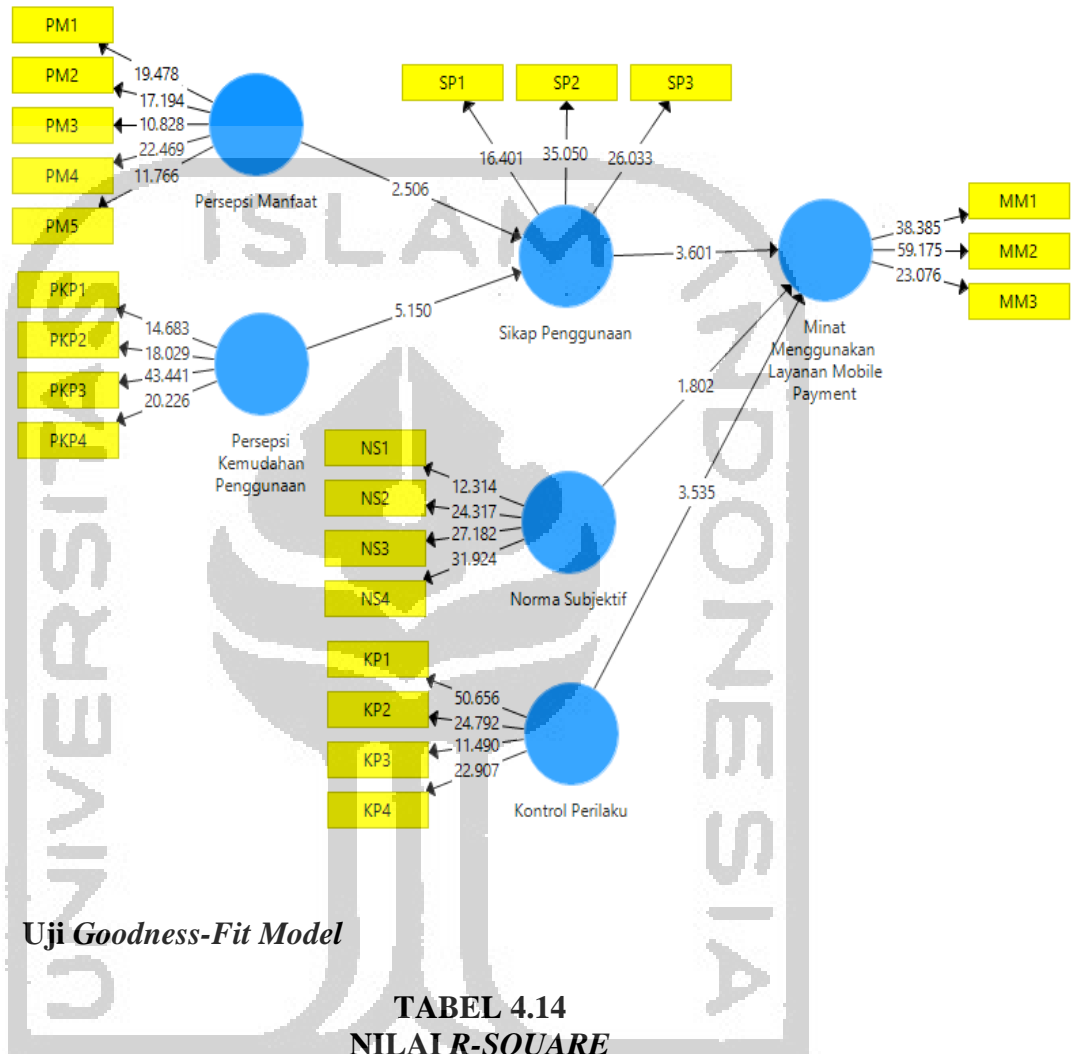 PM1
PM2
PM3
PM4
PM5
19.478
17.194
10.828
22.469
11.766
Persepsi Manfaat
SP1
SP2
SP3
16.401
35.050
26.033
2.506
Sikap Penggunaan
3.601
MM1
MM2
MM3
38.385
59.175
23.076
Minat
Menggunakan
Layanan Mobile
Payment
PKP1
PKP2
PKP3
PKP4
14.683
18.029
43.441
20.226
5.150
Persepsi
Kemudahan
Penggunaan
1.802
NS1
NS2
NS3
NS4
12.314
24.317
27.182
31.924
Norma Subjektif
3.535
KP1
KP2
KP3
KP4
50.656
24.792
11.490
22.907
Kontrol Perilaku
UNIVERSITAS
ISLAM
INDONESIA
Uji Goodness-Fit Model
TABEL 4.14
NILAI R-SQUARE